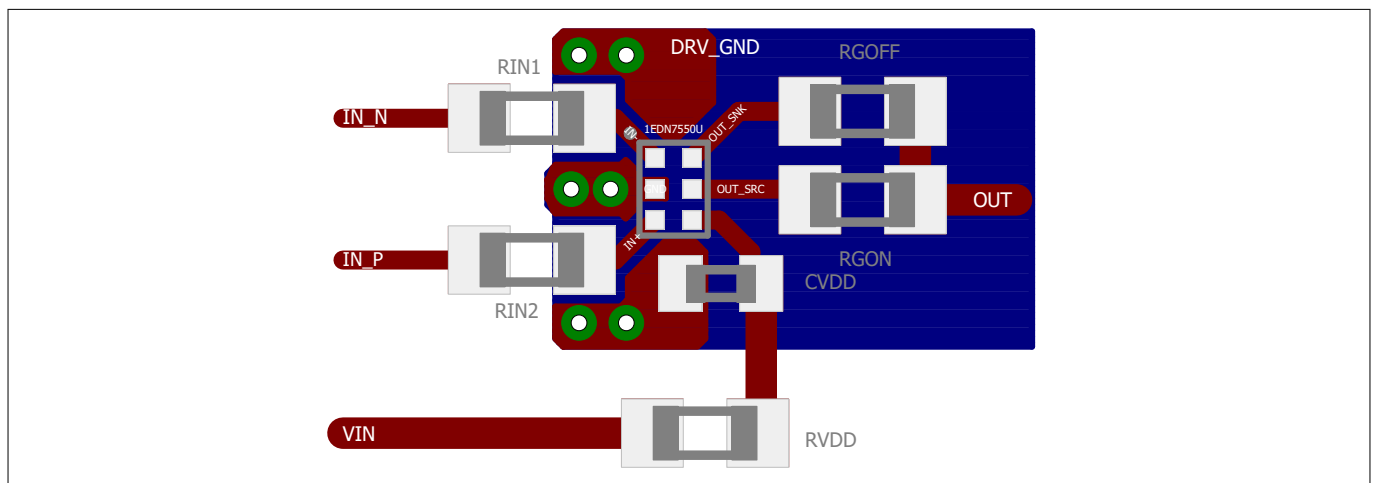 DRV_GND
RGOFF
RIN1
IN_N
IN-
1EDN7550U
OUT_SNK
GND
OUT_SRC
OUT
IN+
IN_P
RGON
CVDD
RIN2
VIN
RVDD